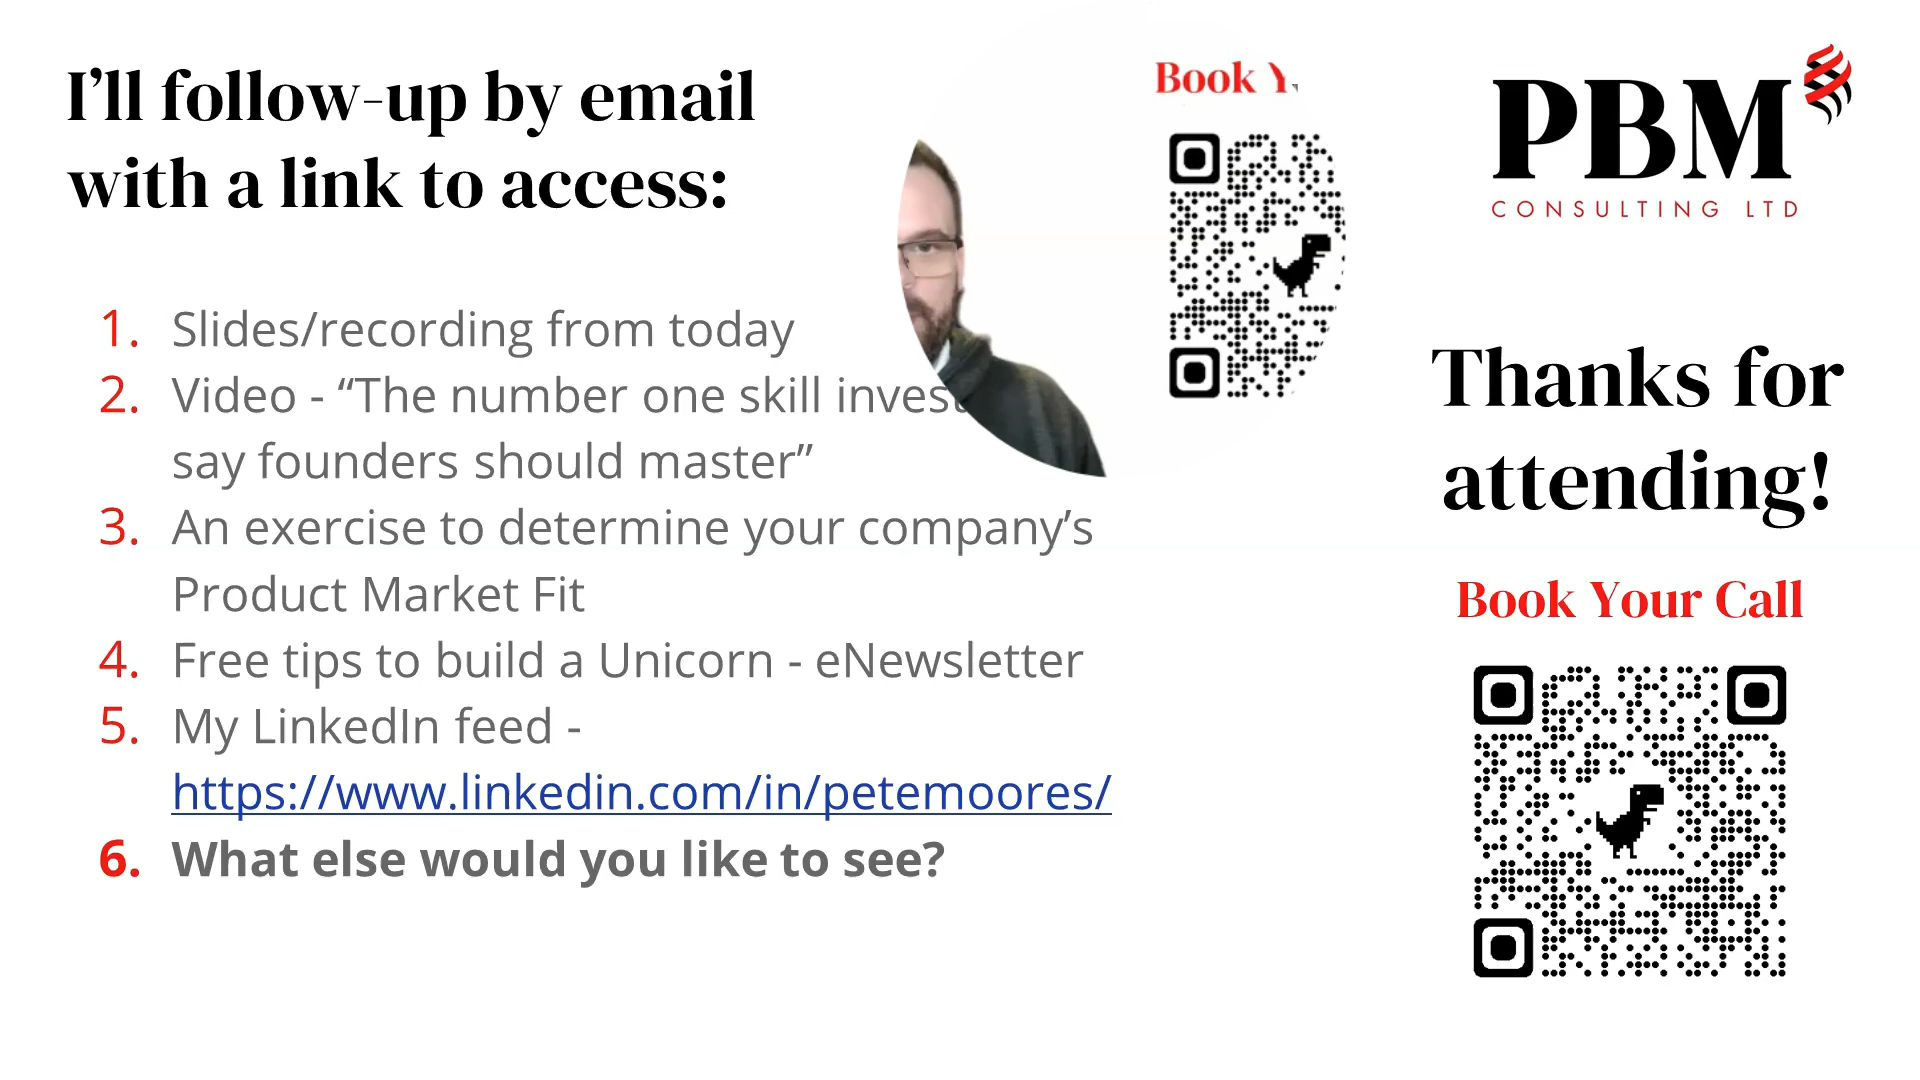 I’ll follow-up by email
with a link to access:
1. Slides/recording from today
2. Video - “The number one skill invest
say founders should master”
3. An exercise to determine your company’s
Product Market Fit
4. Free tips to build a Unicorn - eNewsletter
5. My LinkedIn feed -
https://www.linkedin.com/in/petemoores/
6. What else would you like to see?
Book Y
PBM
CONSULTING LTD
Thanks for
attending!
Book Your Call